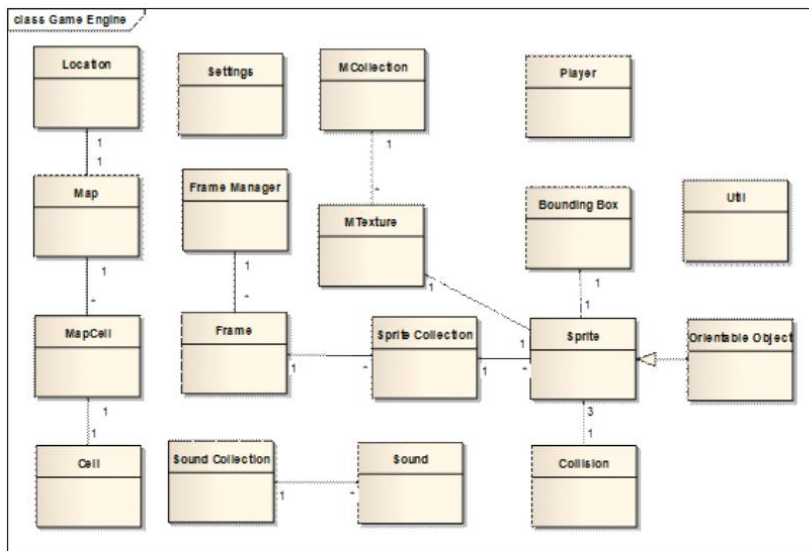 class Game Engine
Location
Settings
MCollection
Player
1
1
1
Map
Frame Manager
*
MTexture
Bounding Box
Util
1
1
1
1
*
*
1
MapCell
Frame
Sprite Collection
1
Sprite
Orientable Object
1
*
1
*
1
3
1
1
Cell
Sound Collection
Sound
Collision
1
*